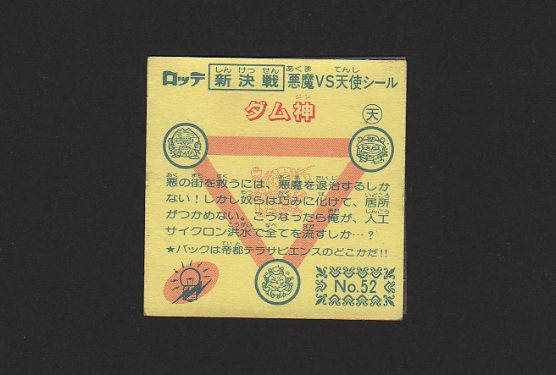 ロッテ 新決戦 悪魔VS天使シール
ダム神
天
悪の街を救うには、悪魔を退治するしか
ない！しかし奴らは巧みに化けて、居所
がつかめない。こうなったら俺が、人工
サイクロン洪水で全てを流すしか…？
★バックは帝都テラサピエンスのどこかだ!!
No.52